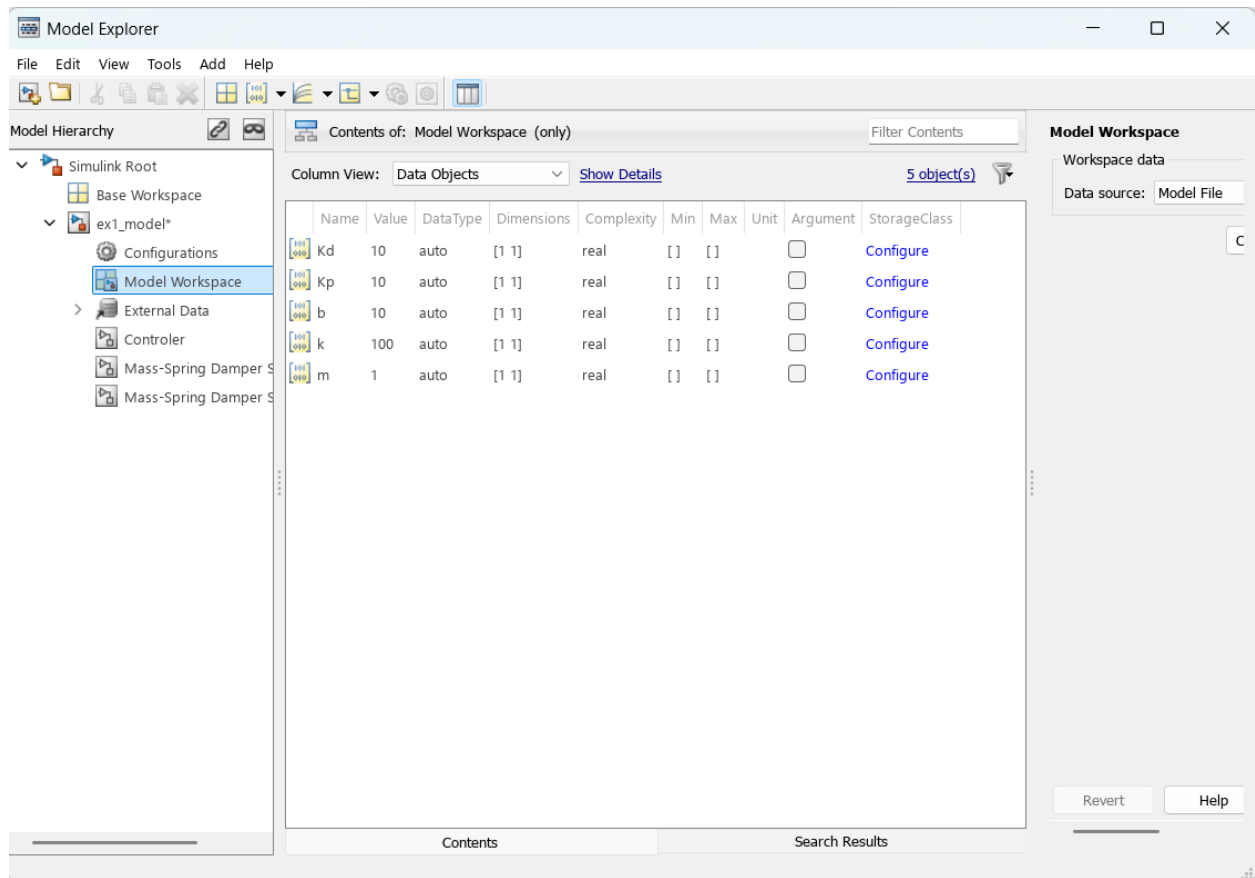 Model Explorer
File Edit View Tools Add Help
Model Hierarchy
Simulink Root
Base Workspace
ex1_model*
Configurations
Model Workspace
External Data
Controler
Mass-Spring Damper S
Mass-Spring Damper S
Contents of: Model Workspace (only)
Filter Contents
Column View: Data Objects Show Details 5 object(s)
Name Value DataType Dimensions Complexity Min Max Unit Argument StorageClass
Kd 10 auto [1 1] real [ ] [ ] Configure
Kp 10 auto [1 1] real [ ] [ ] Configure
b 10 auto [1 1] real [ ] [ ] Configure
k 100 auto [1 1] real [ ] [ ] Configure
m 1 auto [1 1] real [ ] [ ] Configure
Contents Search Results
Model Workspace
Workspace data
Data source: Model File
Revert Help